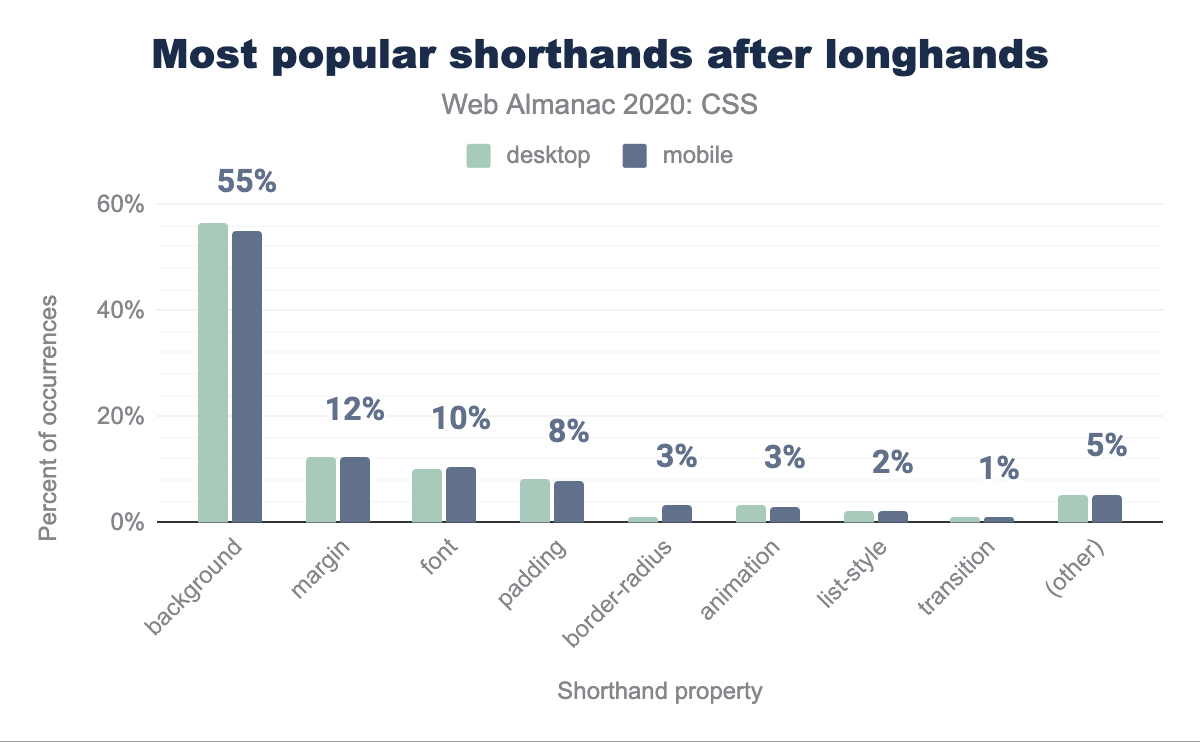 Most popular shorthands after longhands
Web Almanac 2020: CSS
desktop
mobile
Percent of occurrences
60%
40%
20%
0%
55%
12%
10%
8%
3%
3%
2%
1%
5%
background
margin
font
padding
border-radius
animation
list-style
transition
(other)
Shorthand property